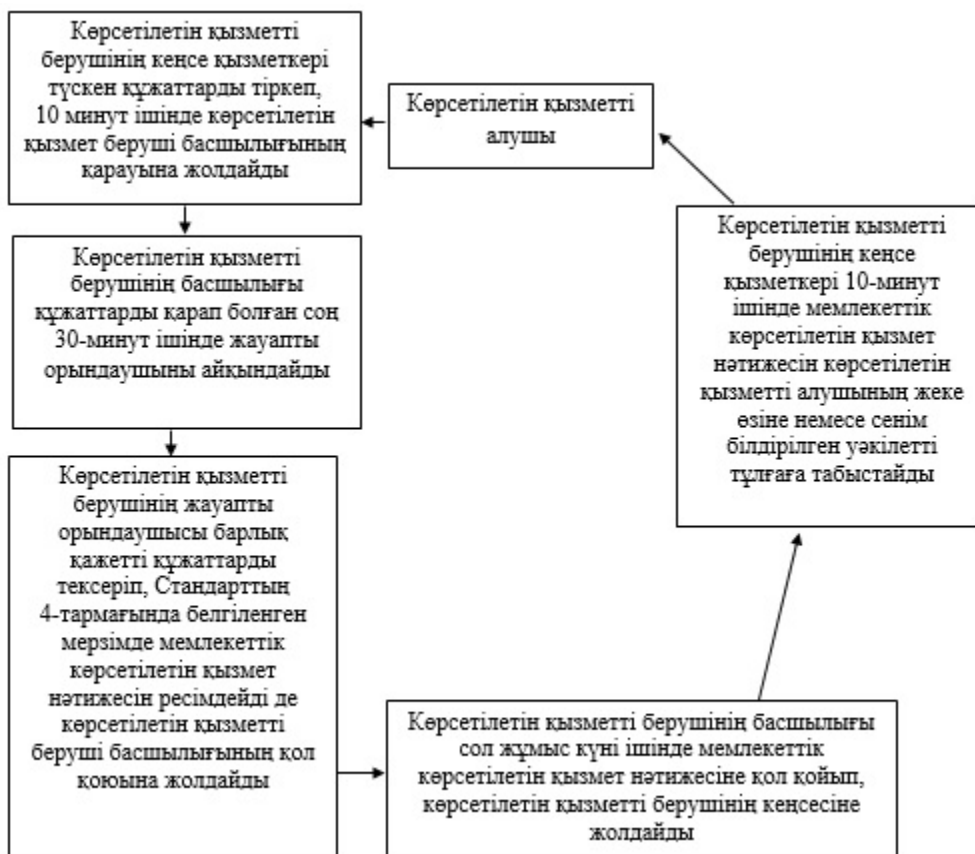 Көрсетілетін қызметті
берушінің кеңсе қызметкері
түскен құжаттарды тіркеп,
10 минут ішінде көрсетілетін
қызмет беруші басшылығының
қарауына жолдайды
Көрсетілетін қызметті
алушы
Көрсетілетін қызметті
берушінің басшылығы
құжаттарды қарап болған соң
30-минут ішінде жауапты
орындаушыны айқындайды
Көрсетілетін қызметті
берушінің жауапты
орындаушысы барлық
қажетті құжаттарды
тексеріп, Стандарттың
4-тармағында белгіленген
мерзімде мемлекеттік
көрсетілетін қызмет
нәтижесін ресімдейді де
көрсетілетін қызметті
беруші басшылығының қол
қоюына жолдайды
Көрсетілетін қызметті берушінің басшылығы
сол жұмыс күні ішінде мемлекеттік
көрсетілетін қызмет нәтижесіне қол қойып,
көрсетілетін қызметті берушінің кеңсесіне
жолдайды
Көрсетілетін қызметті
берушінің кеңсе
қызметкері 10-минут
ішінде мемлекеттік
көрсетілетін қызмет
нәтижесін көрсетілетін
қызметті алушының жеке
өзіне немесе сенім
білдірілген уәкілетті
тұлғаға табыстайды